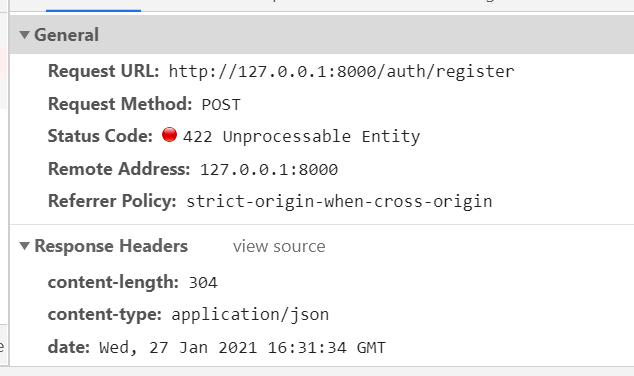 General
Request URL: http://127.0.0.1:8000/auth/register
Request Method: POST
Status Code: 422 Unprocessable Entity
Remote Address: 127.0.0.1:8000
Referrer Policy: strict-origin-when-cross-origin
Response Headers view source
content-length: 304
content-type: application/json
date: Wed, 27 Jan 2021 16:31:34 GMT